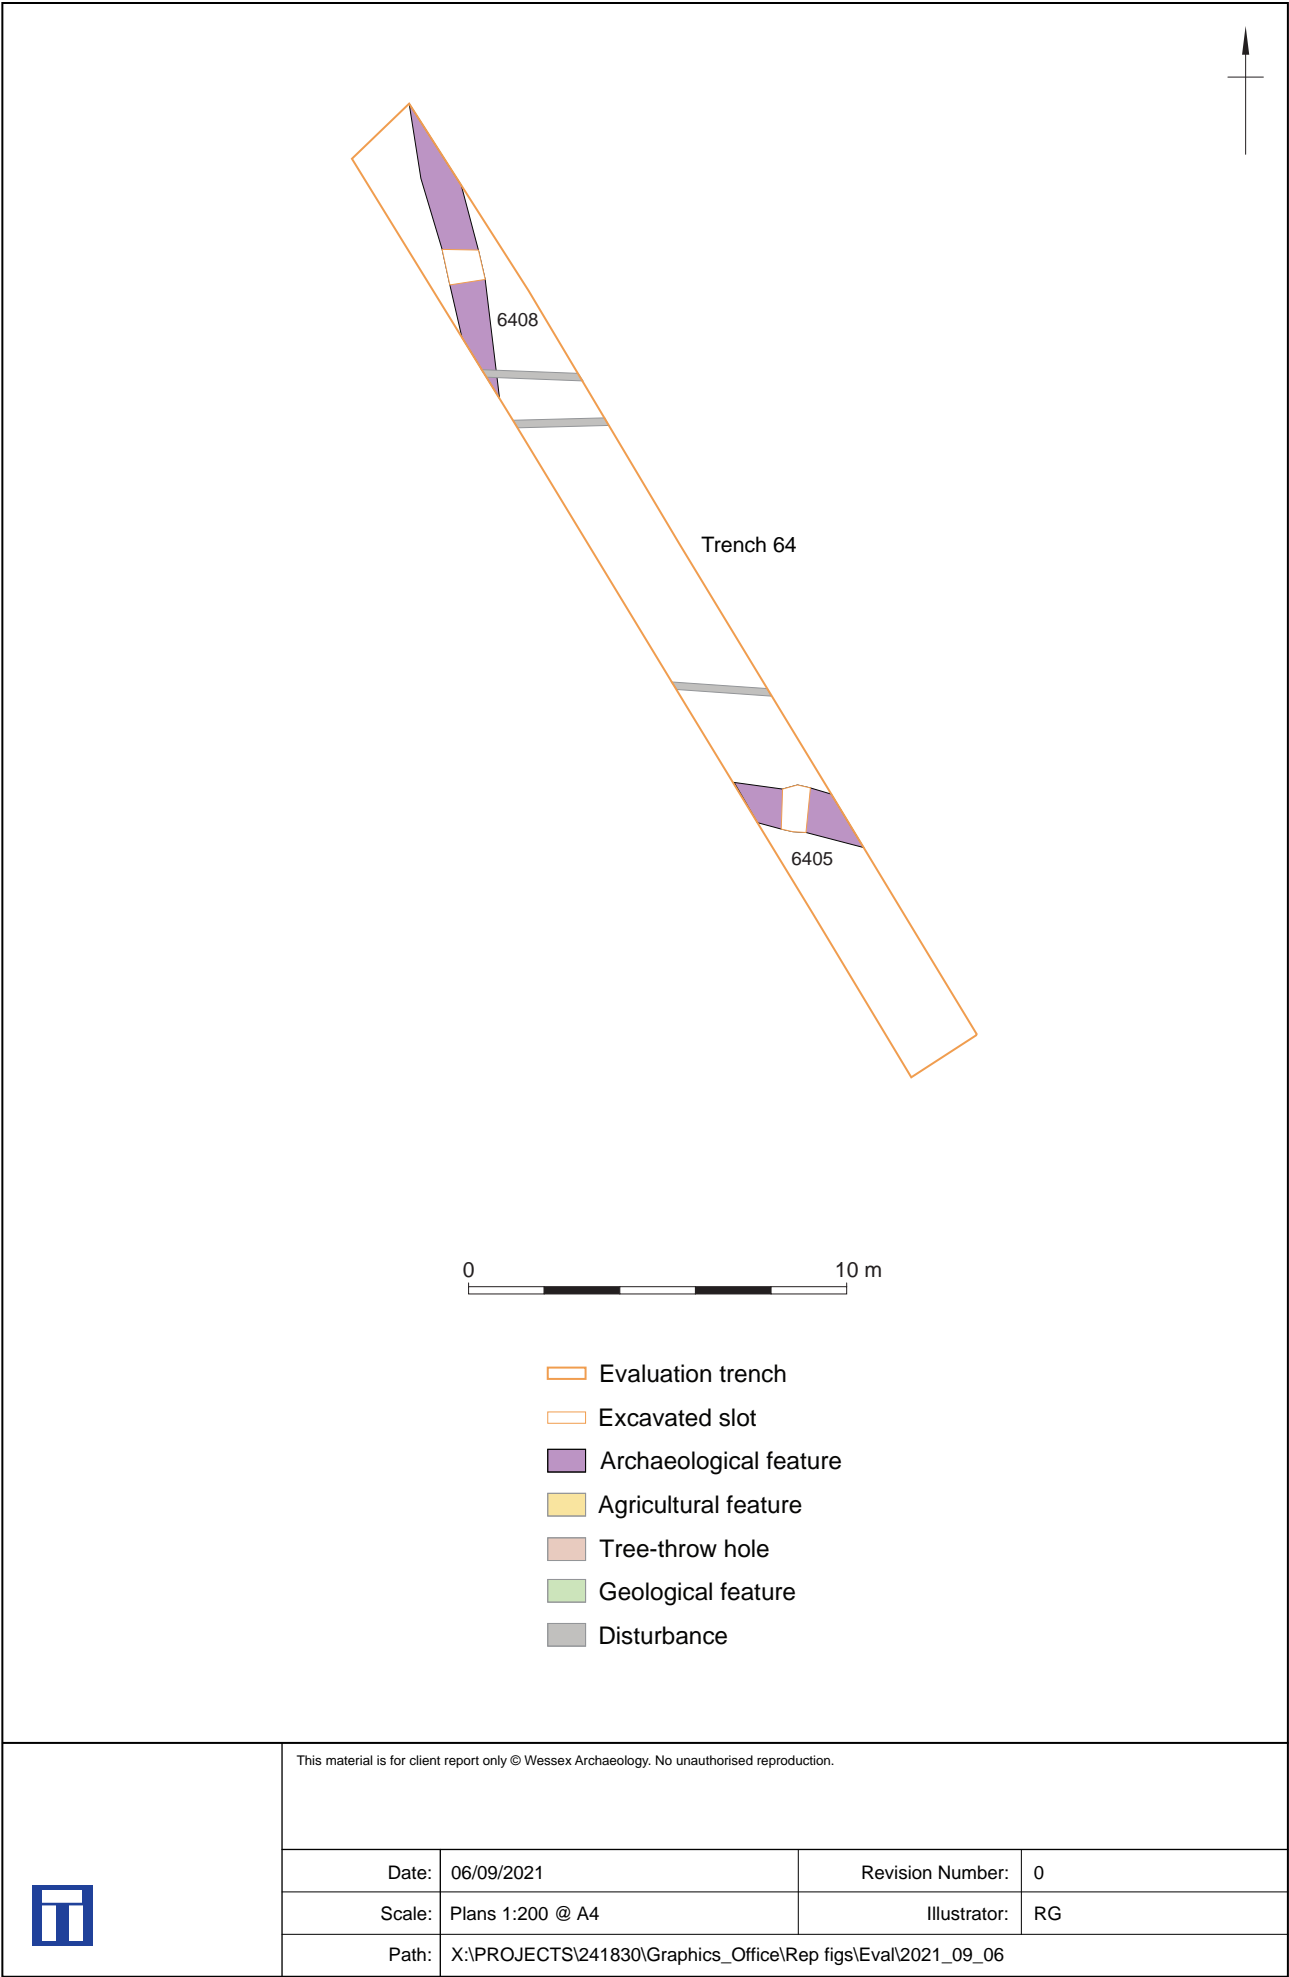 6408
Trench 64
6405
0 10 m
Evaluation trench
Excavated slot
Archaeological feature
Agricultural feature
Tree-throw hole
Geological feature
Disturbance
This material is for client report only © Wessex Archaeology. No unauthorised reproduction.
Date: 06/09/2021 Revision Number: 0
Scale: Plans 1:200 @ A4 Illustrator: RG
Path: X:\PROJECTS\241830\Graphics_Office\Rep figs\Eval\2021_09_06